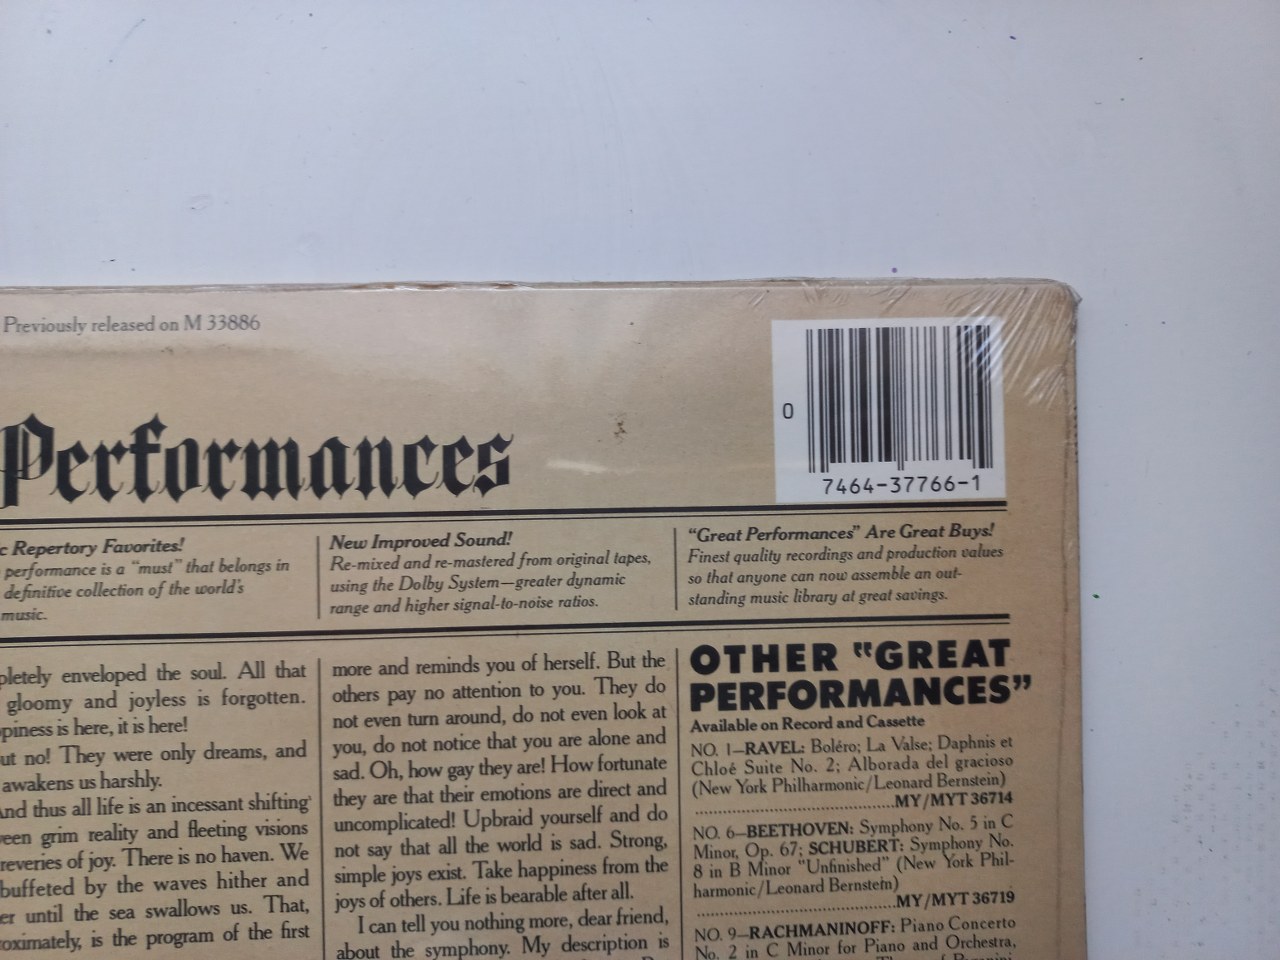 Previously released on M 33886
0
7464-37766-1
Performances
Repertory Favorites!
performance is a "must" that belongs in
definitive collection of the world's
music.
New Improved Sound!
Re-mixed and re-mastered from original tapes,
using the Dolby System—greater dynamic
range and higher signal-to-noise ratios.
"Great Performances" Are Great Buys!
Finest quality recordings and production values
so that anyone can now assemble an out-
standing music library at great savings.
enveloped the soul. All that
gloomy and joyless is forgotten.
is here, it is here!
no! They were only dreams, and
awakens us harshly.
And thus all life is an incessant shifting
grim reality and fleeting visions
reveries of joy. There is no haven. We
buffeted by the waves hither and
until the sea swallows us. That,
is the program of the first
more and reminds you of herself. But the
others pay no attention to you. They do
not even turn around, do not even look at
you, do not notice that you are alone and
sad. Oh, how gay they are! How fortunate
they are that their emotions are direct and
uncomplicated! Upbraid yourself and do
not say that all the world is sad. Strong,
simple joys exist. Take happiness from the
joys of others. Life is bearable after all.
I can tell you nothing more, dear friend,
about the symphony. My description is
OTHER "GREAT
PERFORMANCES"
Available on Record and Cassette
NO. 1—RAVEL: Boléro; La Valse; Daphnis et
Chloé Suite No. 2; Alborada del gracioso
(New York Philharmonic/Leonard Bernstein)
MY/MYT 36714
NO. 6—BEETHOVEN: Symphony No. 5 in C
Minor, Op. 67; SCHUBERT: Symphony No.
8 in B Minor "Unfinished" (New York Phil-
harmonic/Leonard Bernstein)
MY/MYT 36719
NO. 9—RACHMANINOFF: Piano Concerto
No. 2 in C Minor for Piano and Orchestra,